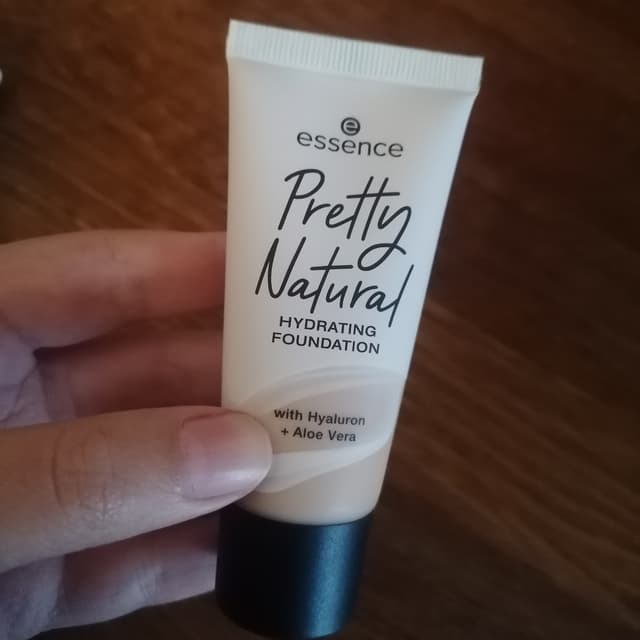 essence
Pretty
Natural
HYDRATING
FOUNDATION
with Hyaluron
+ Aloe Vera